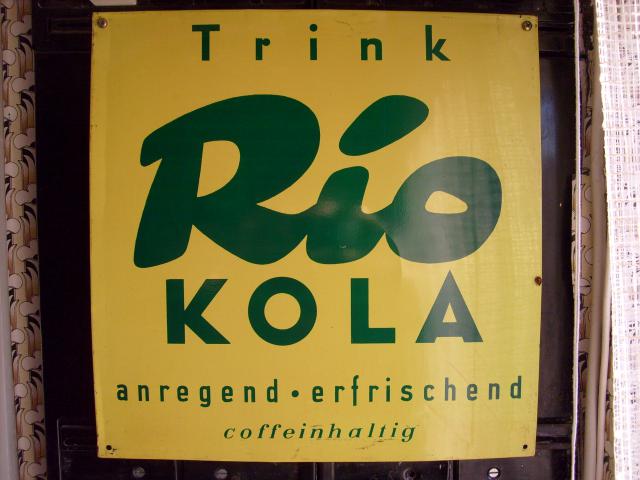 Trink
Rio
KOLA
anregend • erfrischend
coffeinhaltig